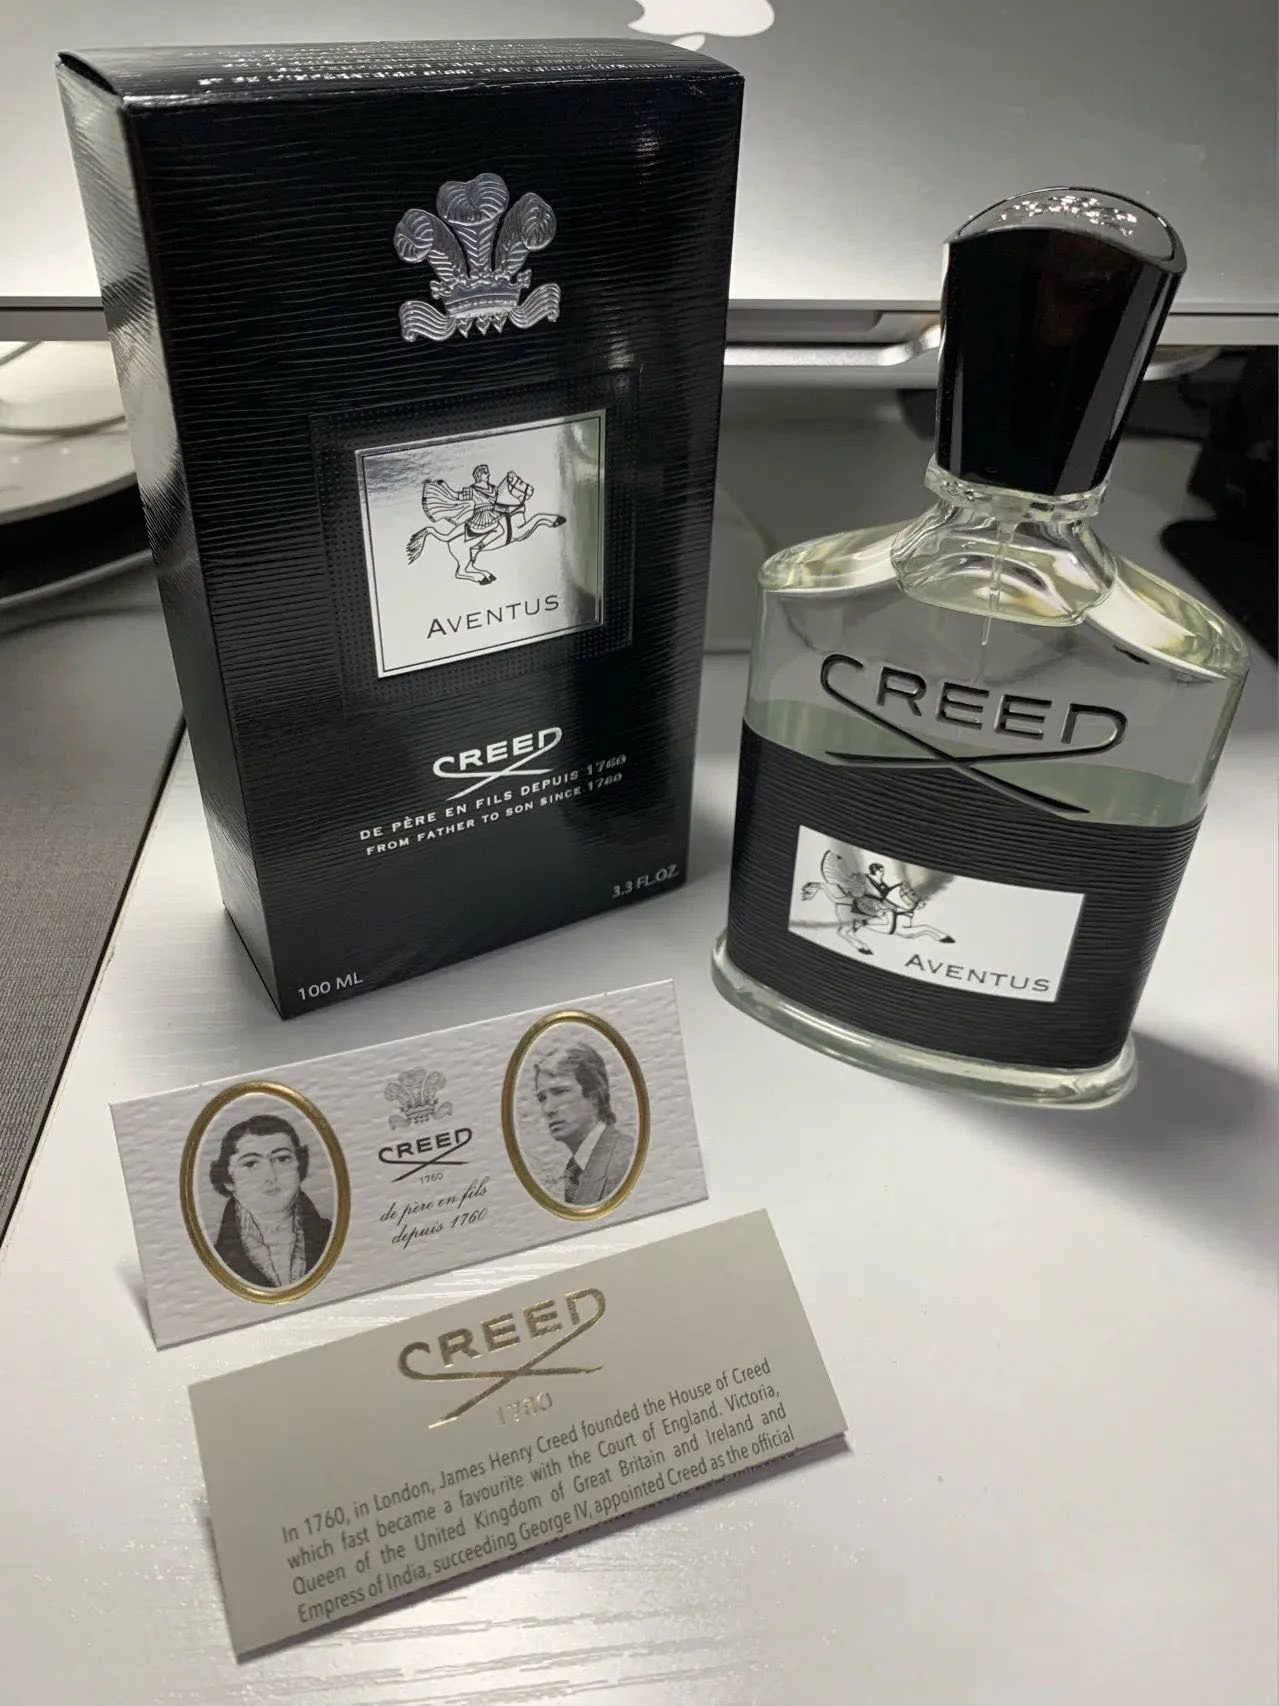 AVENTUS
CREED
DE PÈRE EN FILS DEPUIS 1760
FROM FATHER TO SON SINCE 1760
3.3 FL.OZ.
100 ML
CREED
AVENTUS
CREED
1760
de père en fils
depuis 1760
CREED
1760
In 1760, in London, James Henry Creed founded the House of Creed
which fast became a favourite with the Court of England. Victoria,
Queen of the United Kingdom of Great Britain and Ireland and
Empress of India, succeeding George IV, appointed Creed as the official